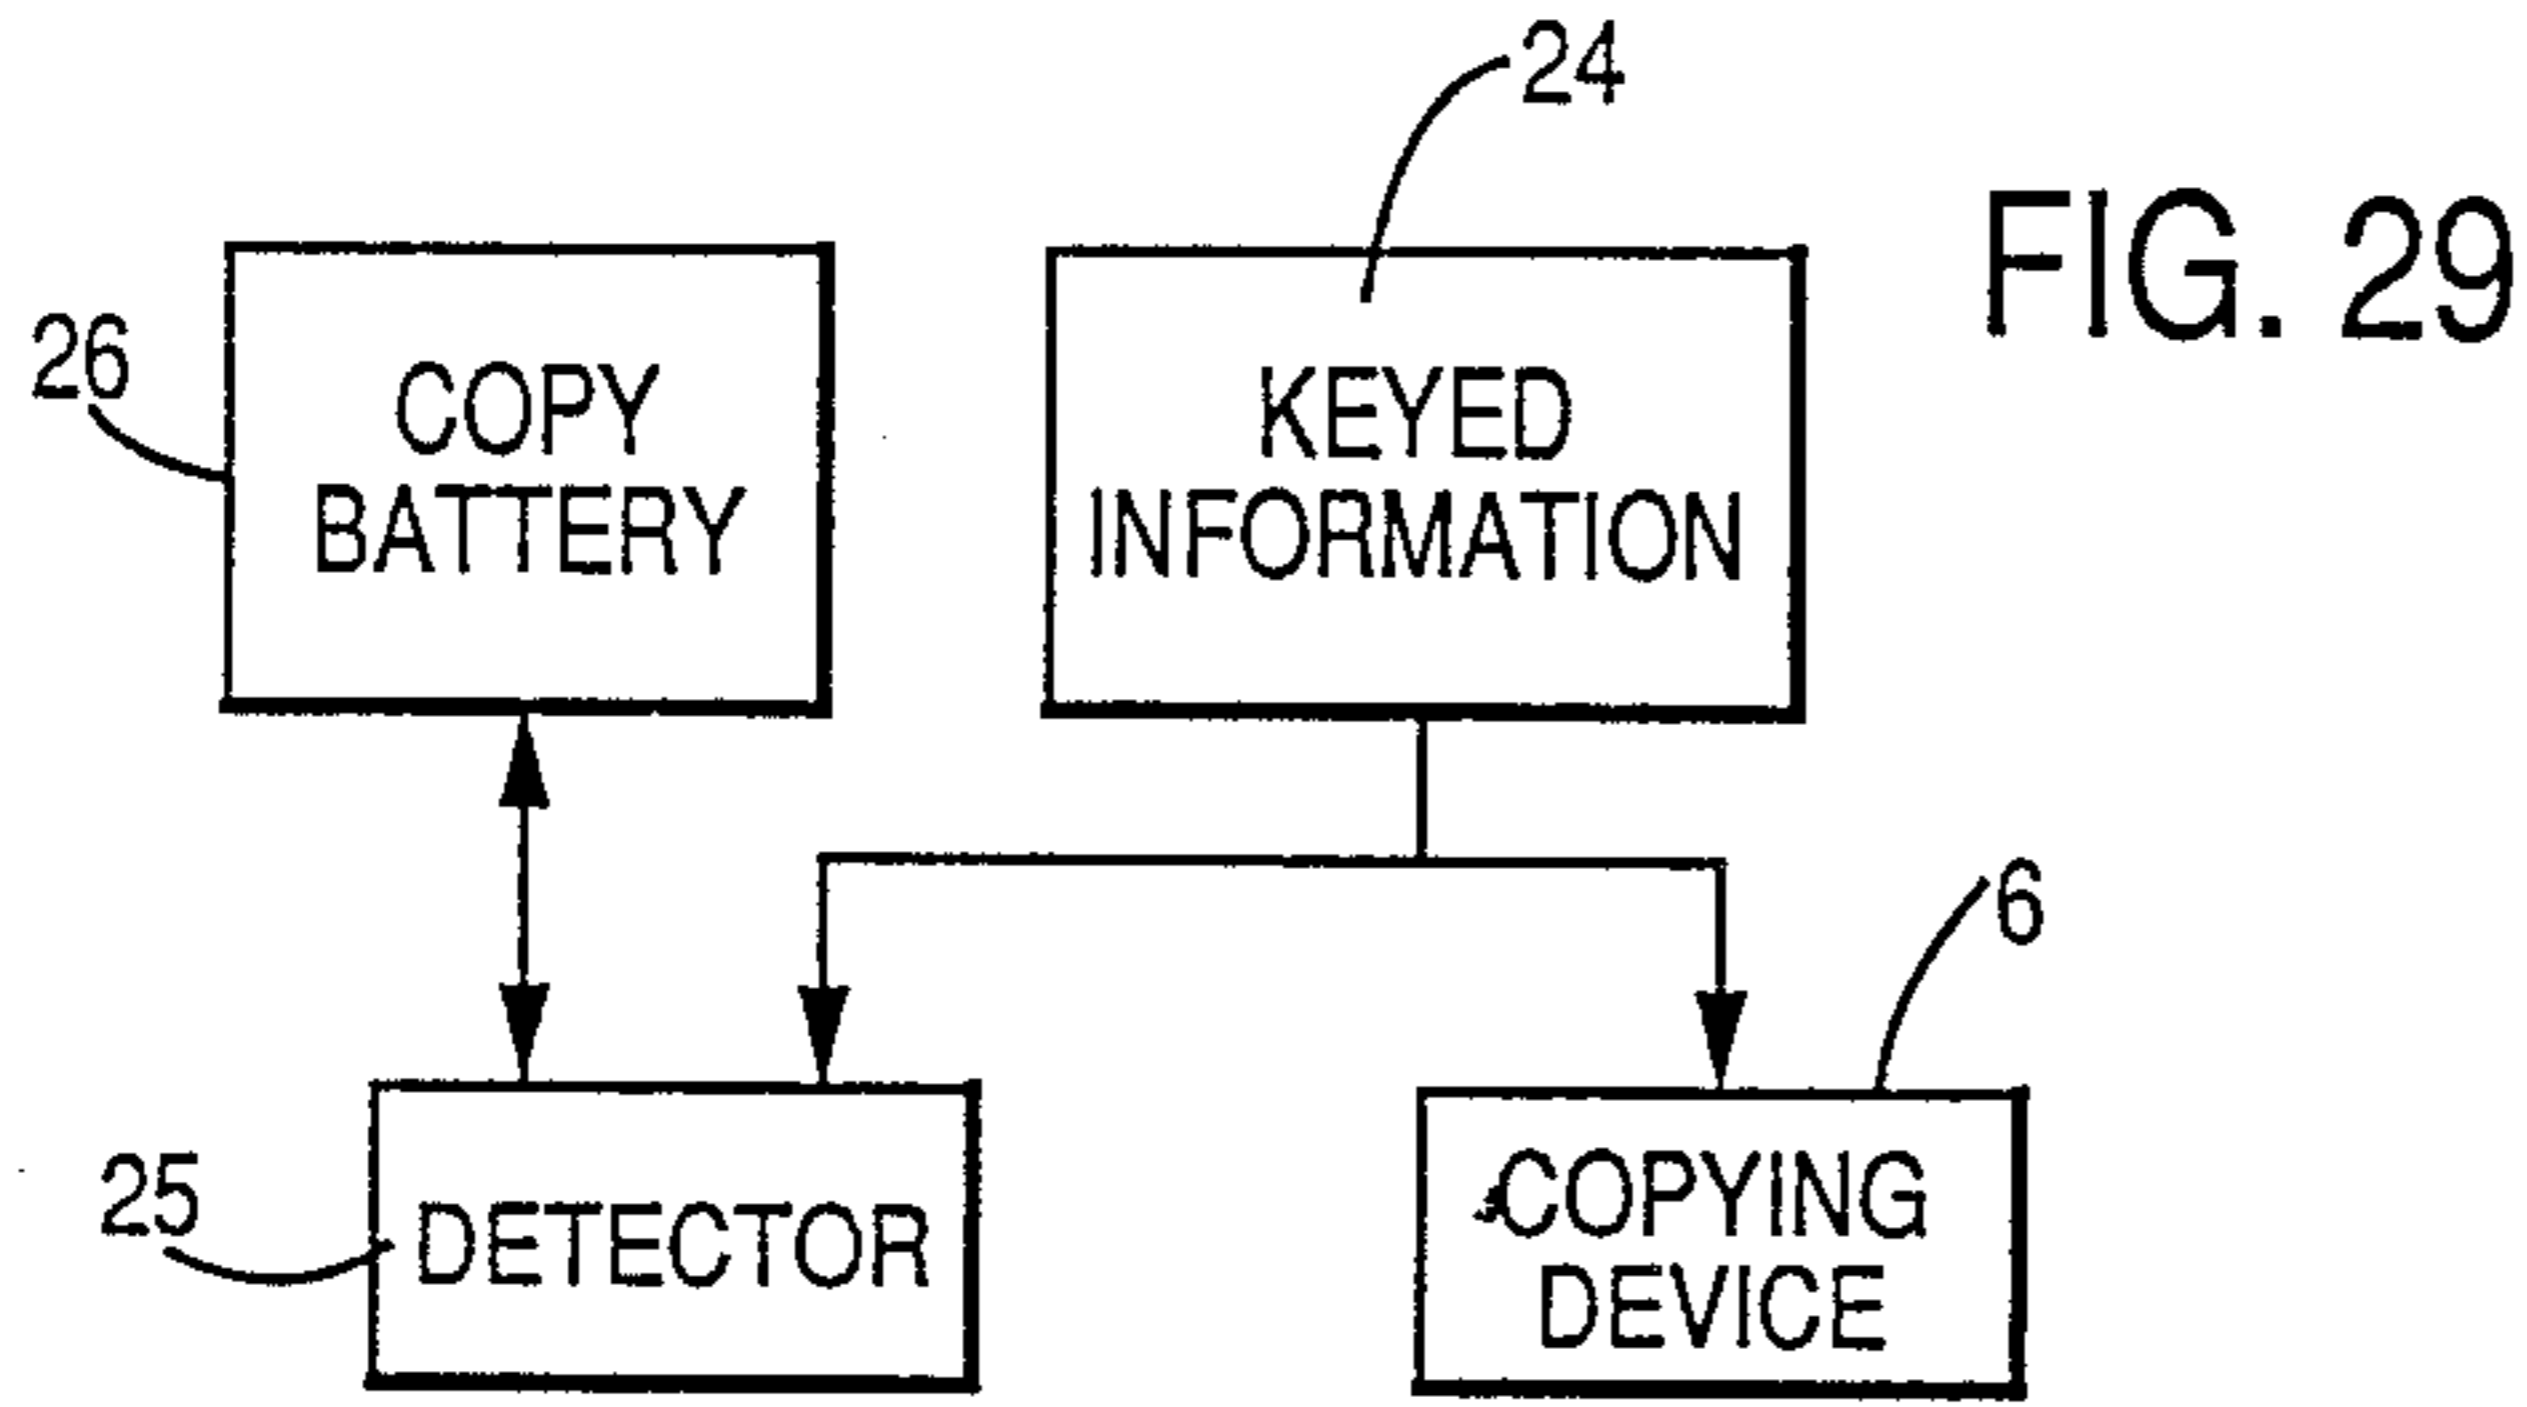 24
FIG. 29
26
COPY
BATTERY
KEYED
INFORMATION
6
25
DETECTOR
COPYING
DEVICE